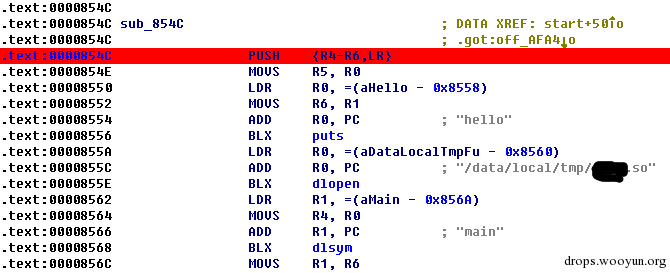 .text:0000854C
.text:0000854C sub_854C ; DATA XREF: start+50↑o
.text:0000854C ; .got:off_AFA4↓o
.text:0000854C PUSH {R4-R6,LR}
.text:0000854E MOVS R5, R0
.text:00008550 LDR R0, =(aHello - 0x8558)
.text:00008552 MOVS R6, R1
.text:00008554 ADD R0, PC ; "hello"
.text:00008556 BLX puts
.text:0000855A LDR R0, =(aDataLocalTmpFu - 0x8560)
.text:0000855C ADD R0, PC ; "/data/local/tmp/ .so"
.text:0000855E BLX dlopen
.text:00008562 LDR R1, =(aMain - 0x856A)
.text:00008564 MOVS R4, R0
.text:00008566 ADD R1, PC ; "main"
.text:00008568 BLX dlsym
.text:0000856C MOVS R1, R6
drops.wooyun.org